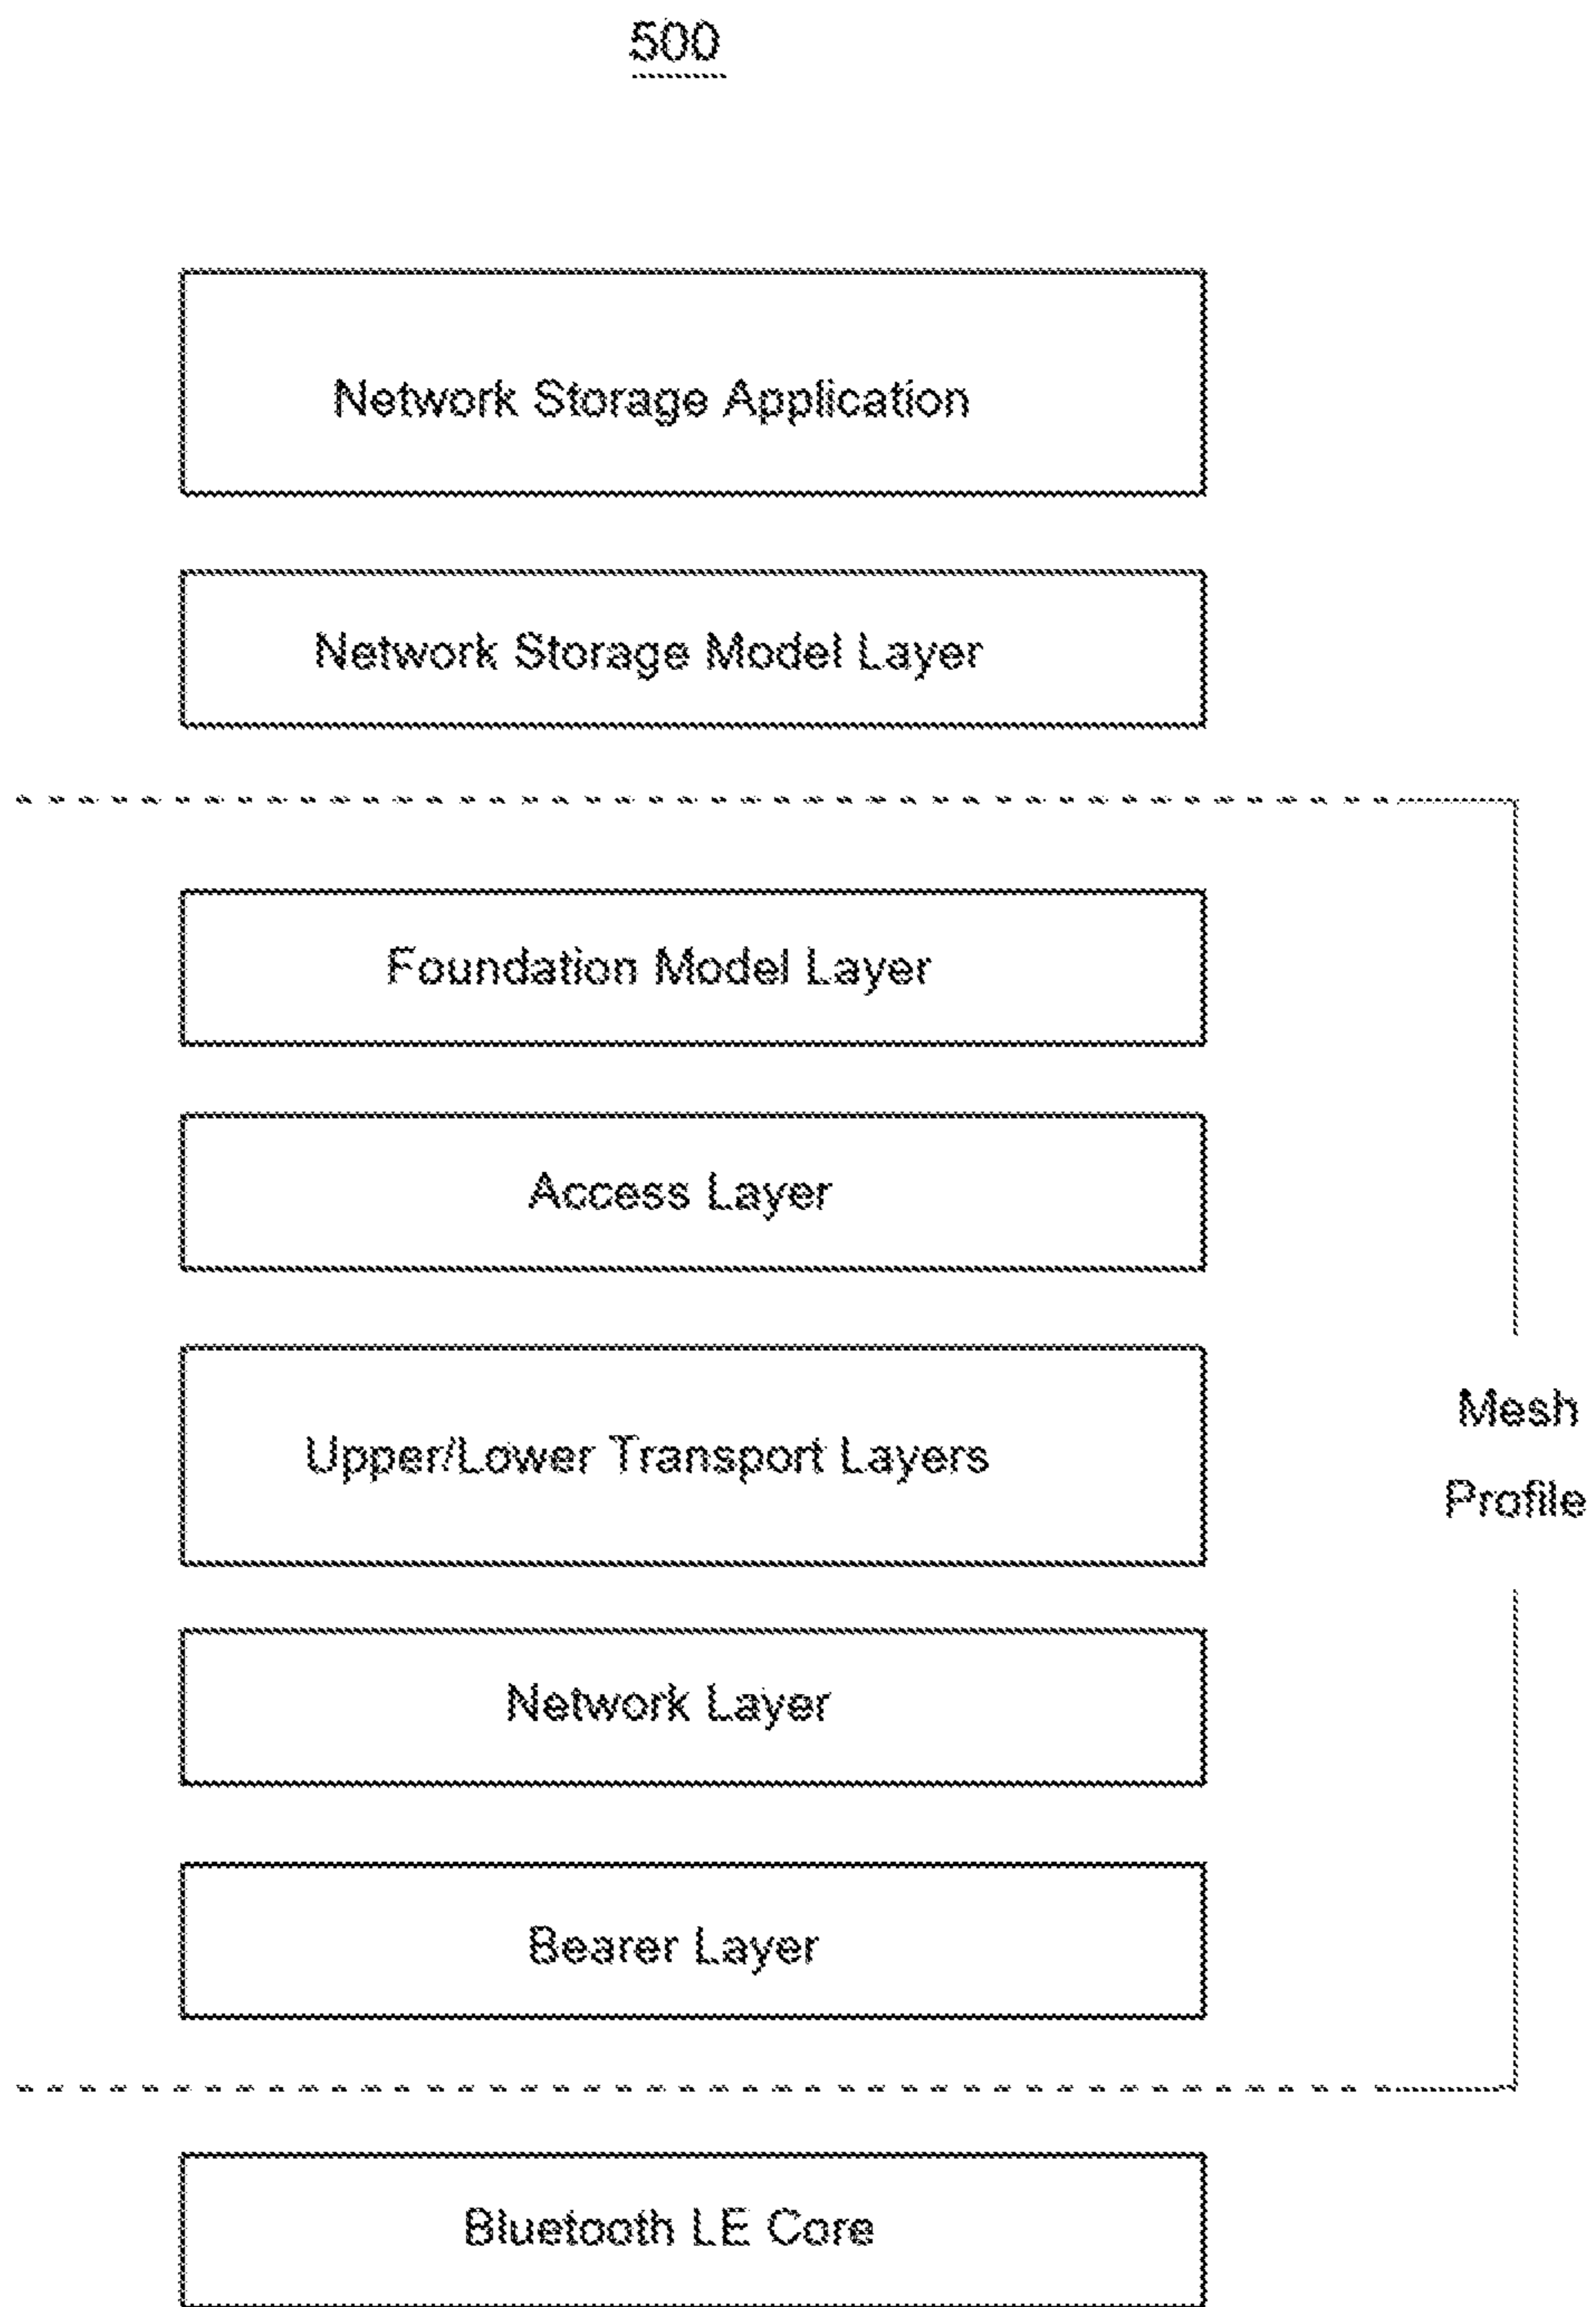 500
Network Storage Application
Network Storage Model Layer
Foundation Model Layer
Access Layer
Upper/Lower Transport Layers
Mesh
Profile
Network Layer
Bearer Layer
Bluetooth LE Core